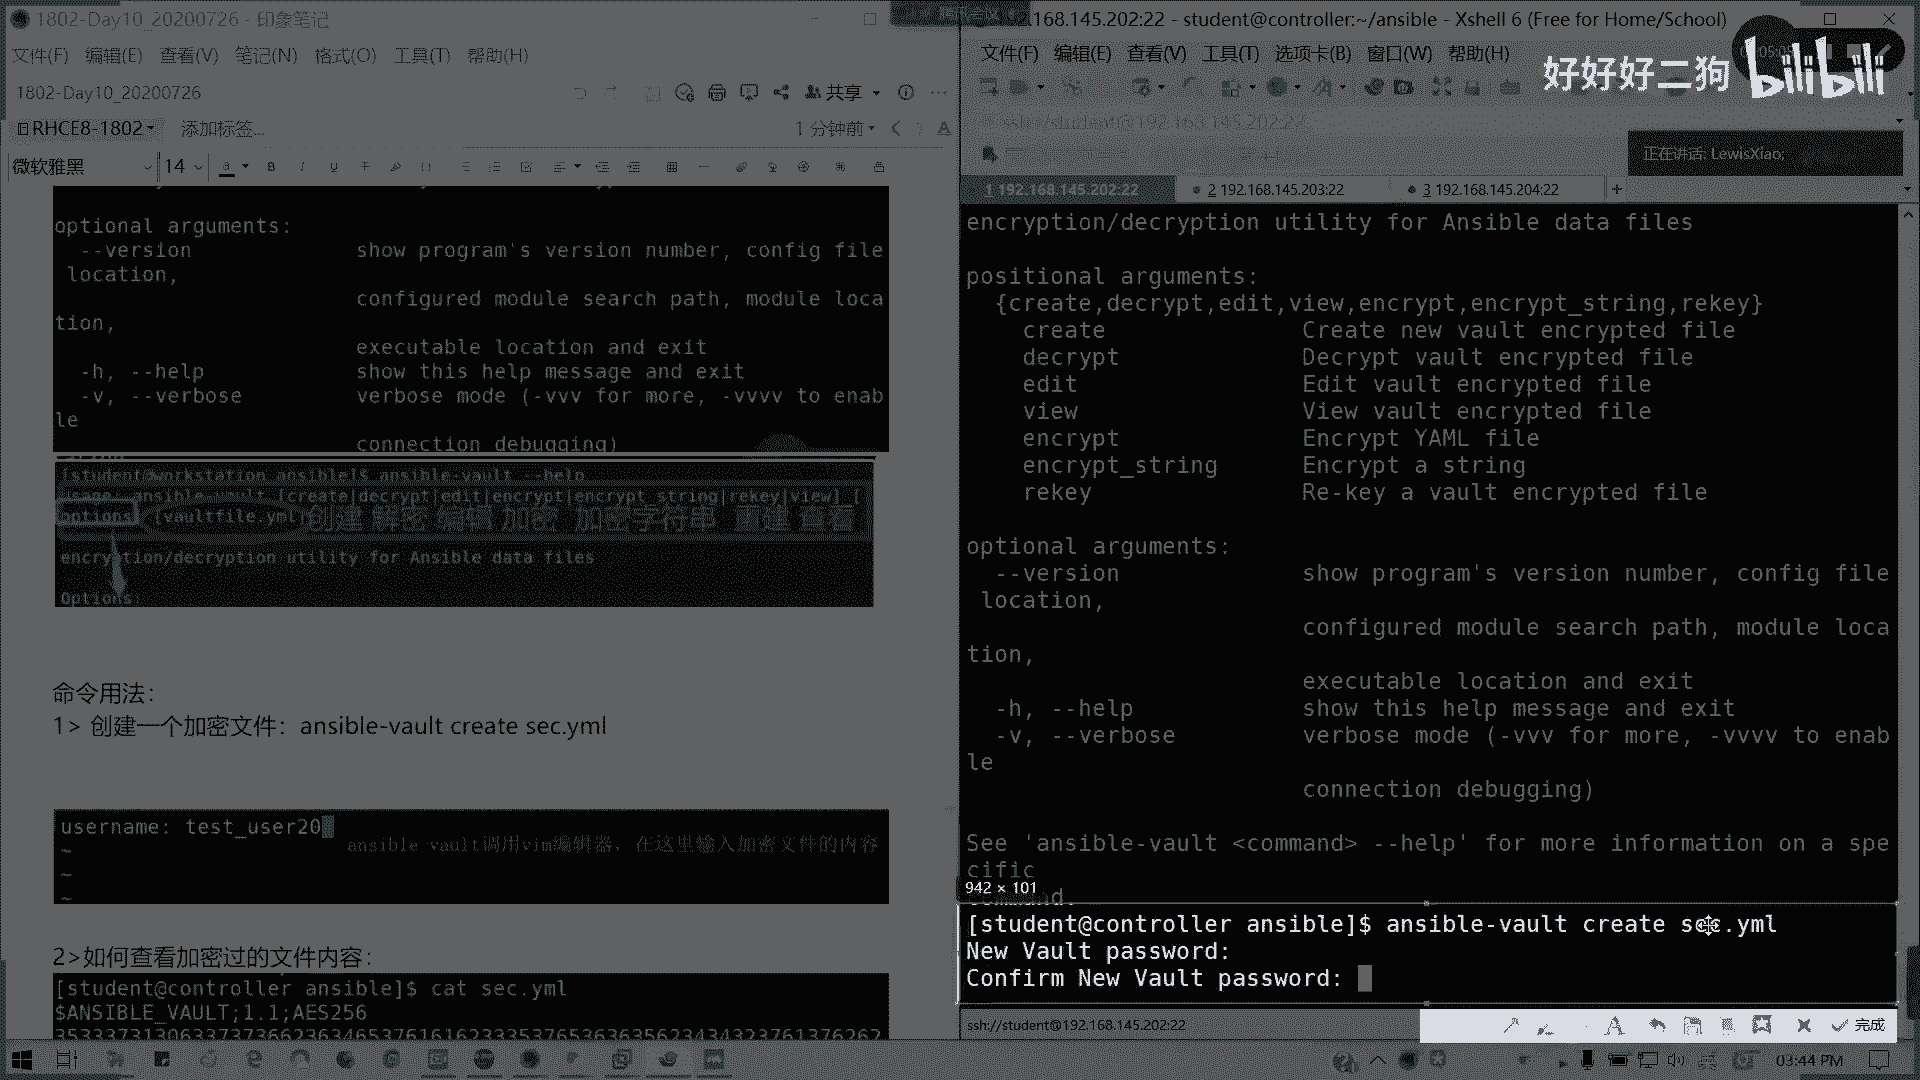 1802-Day10_20200726 - 印象笔记
文件(F) 编辑(E) 查看(V) 笔记(N) 格式(O) 工具(T) 帮助(H)
1802-Day10_20200726
共享
RHCE8-1802
添加标签...
1 分钟前
微软雅黑
14
optional arguments:
--version show program's version number, config file
location,
configured module search path, module loca
tion,
executable location and exit
-h, --help show this help message and exit
-v, --verbose verbose mode (-vvv for more, -vvvv to enab
le
connection debugging)
[student@workstation ansible]$ ansible-vault --help
Usage: ansible-vault [create|decrypt|edit|encrypt|encrypt_string|rekey|view] [
options] [vaultfile.yml]
创建 解密 编辑 加密 加密字符串 重建 查看
encryption/decryption utility for Ansible data files
Options:
命令用法：
1> 创建一个加密文件：ansible-vault create sec.yml
username: test_user20
ansible vault调用vim编辑器，在这里输入加密文件的内容
2>如何查看加密过的文件内容：
[student@controller ansible]$ cat sec.yml
$ANSIBLE_VAULT;1.1;AES256
.168.145.202:22 - student@controller:~/ansible - Xshell 6 (Free for Home/School)
文件(F) 编辑(E) 查看(V) 工具(T) 选项卡(B) 窗口(W) 帮助(H)
好好好二狗 bilibili
ssh://student@192.168.145.202:22
正在讲话: LewisXiao;
1 192.168.145.202:22
2 192.168.145.203:22
3 192.168.145.204:22
encryption/decryption utility for Ansible data files
positional arguments:
{create,decrypt,edit,view,encrypt,encrypt_string,rekey}
create Create new vault encrypted file
decrypt Decrypt vault encrypted file
edit Edit vault encrypted file
view View vault encrypted file
encrypt Encrypt YAML file
encrypt_string Encrypt a string
rekey Re-key a vault encrypted file
optional arguments:
--version show program's version number, config file
location,
configured module search path, module loca
tion,
executable location and exit
-h, --help show this help message and exit
-v, --verbose verbose mode (-vvv for more, -vvvv to enab
le
connection debugging)
See 'ansible-vault <command> --help' for more information on a spe
cific
command.
942 × 101
[student@controller ansible]$ ansible-vault create sec.yml
New Vault password:
Confirm New Vault password:
ssh://student@192.168.145.202:22
完成
03:44 PM